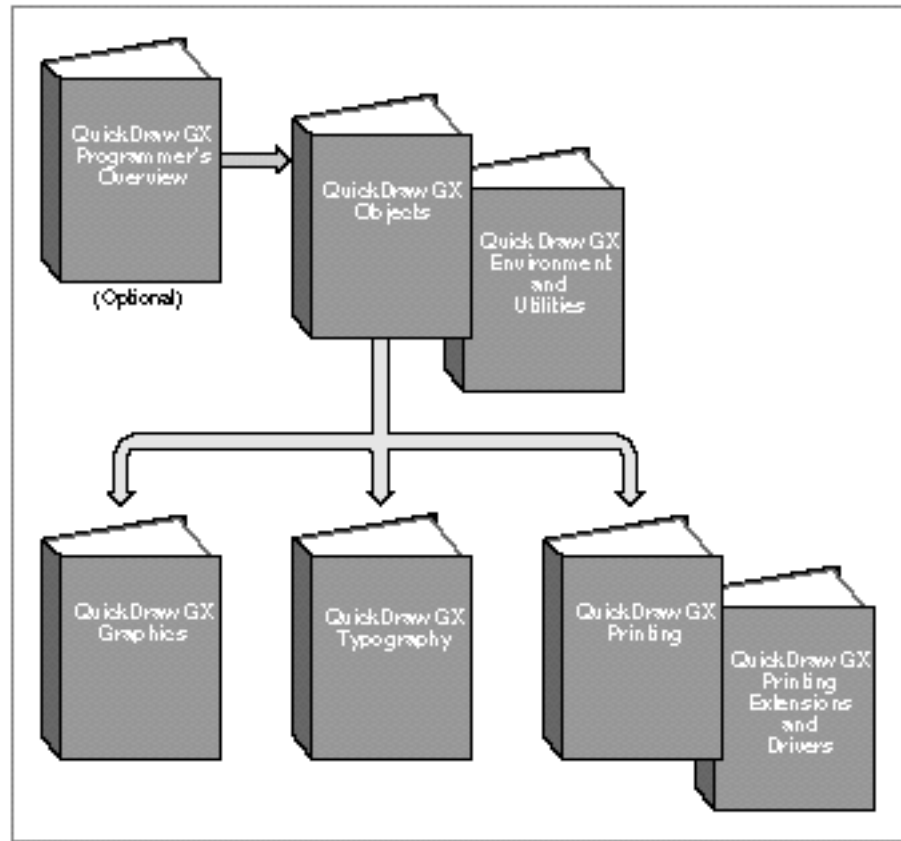 QuickDraw GX
Programmer's
Overview
(Optional)
QuickDraw GX
Objects
QuickDraw GX
Environment
and
Utilities
QuickDraw GX
Graphics
QuickDraw GX
Typography
QuickDraw GX
Printing
QuickDraw GX
Printing
Extensions
and
Drivers